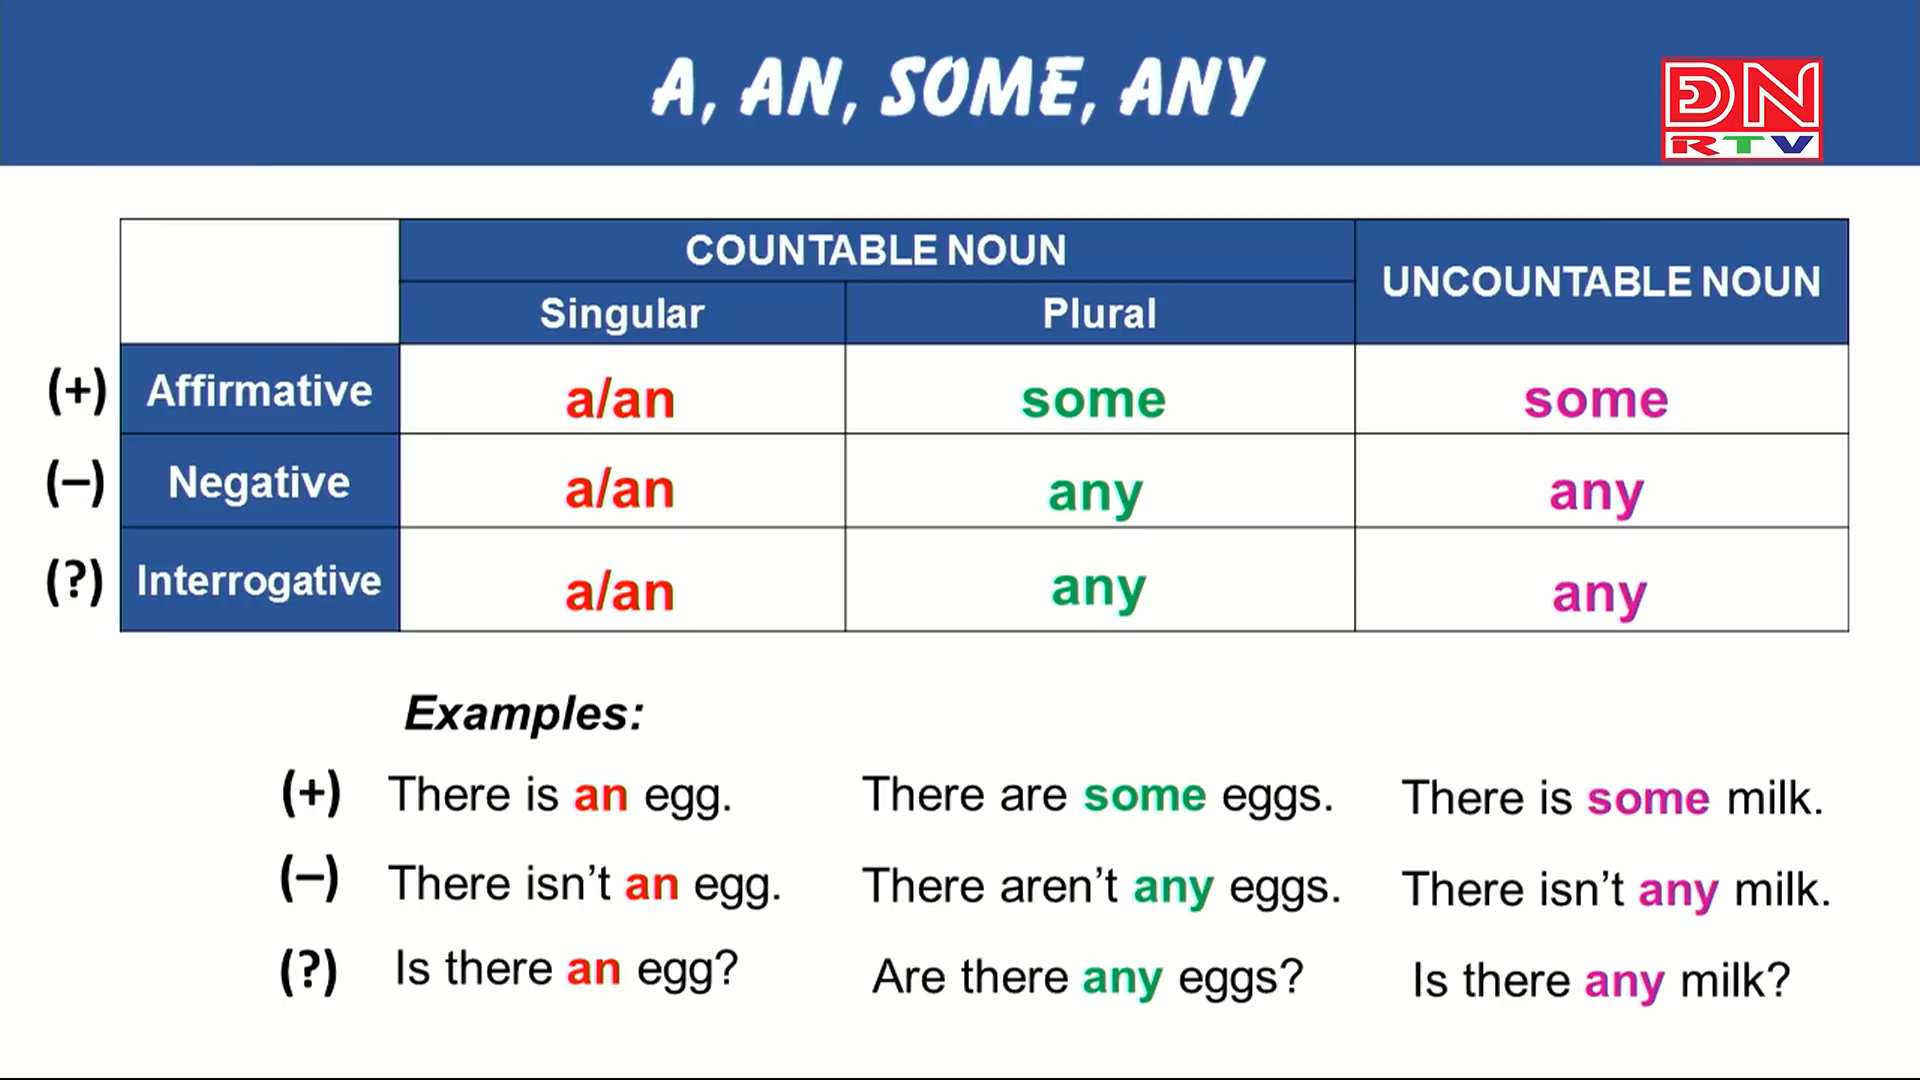 A, AN, SOME, ANY
ĐN
RTV
COUNTABLE NOUN
UNCOUNTABLE NOUN
Singular Plural
(+) Affirmative a/an some some
(–) Negative a/an any any
(?) Interrogative a/an any any
Examples:
(+) There is an egg. There are some eggs. There is some milk.
(–) There isn’t an egg. There aren’t any eggs. There isn’t any milk.
(?) Is there an egg? Are there any eggs? Is there any milk?